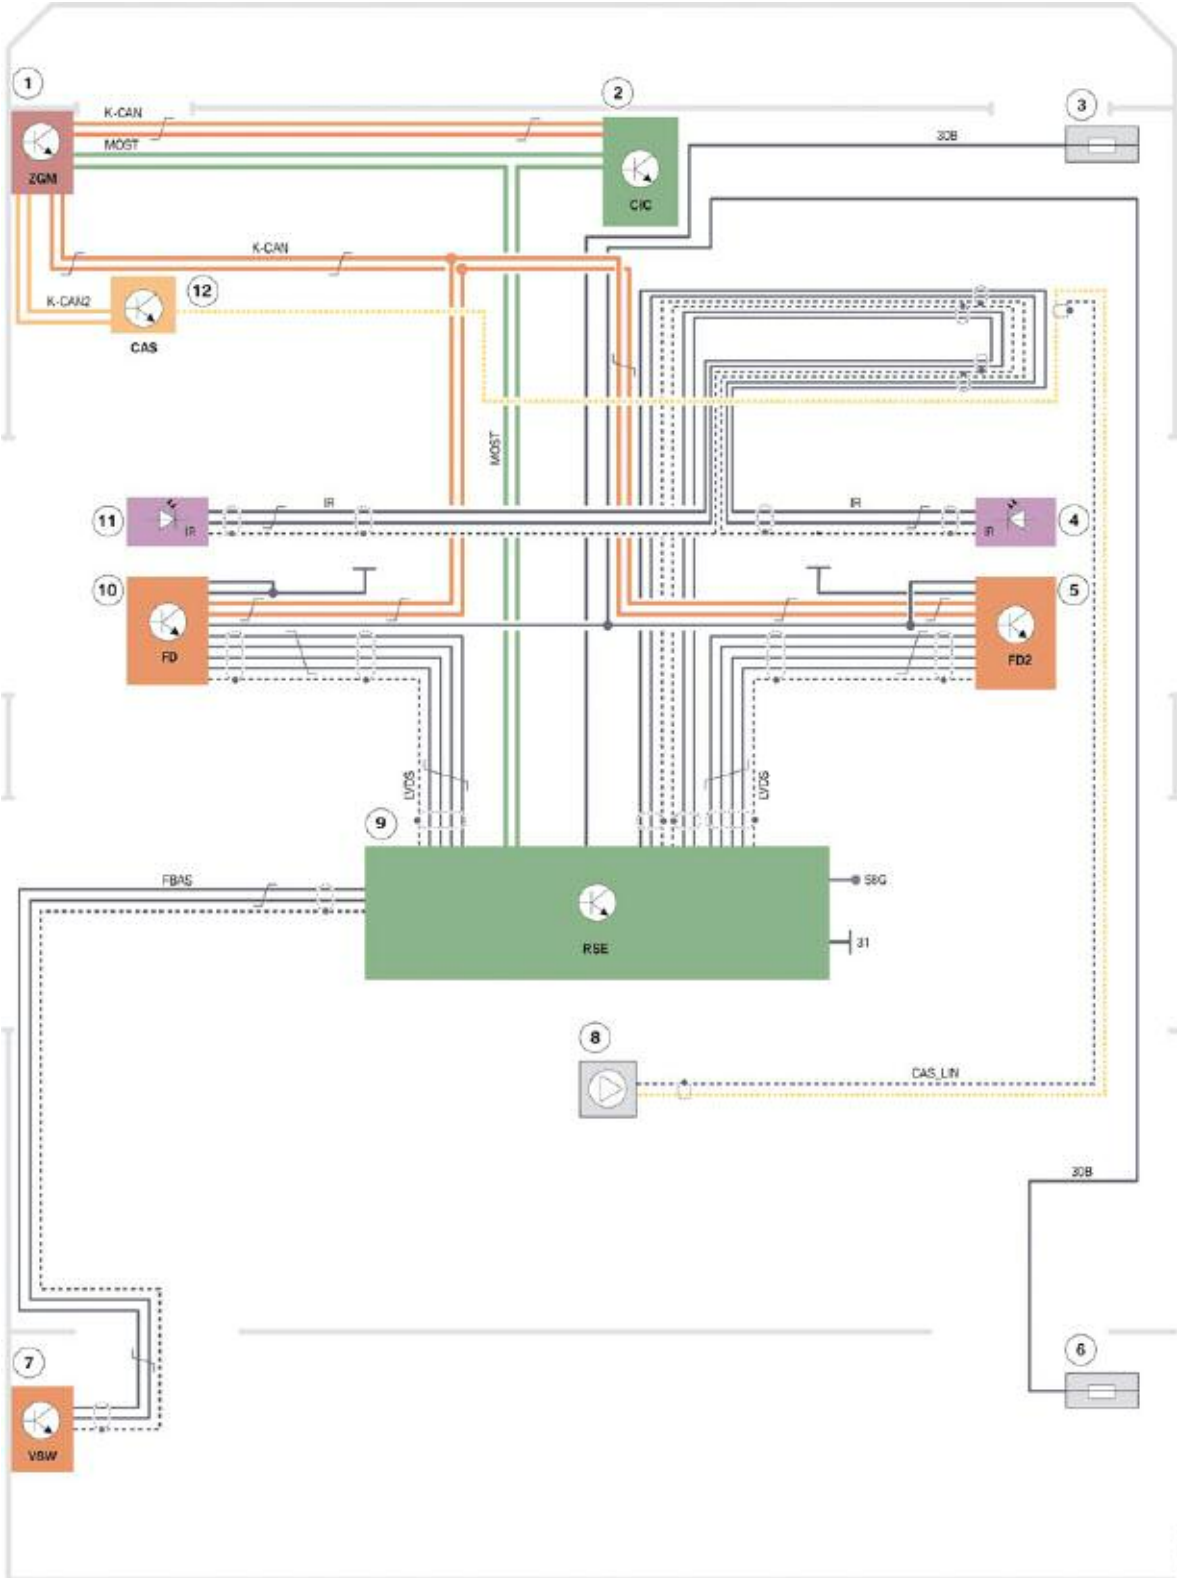 1
2
3
K-CAN
MOST
30B
ZGM
CIC
K-CAN
K-CAN2
12
CAS
MOST
IR
IR
11
IR
IR
4
10
5
FD
FD2
LVDS
LVDS
9
FBAS
58G
RSE
31
8
CAS_LIN
30B
7
6
VSW